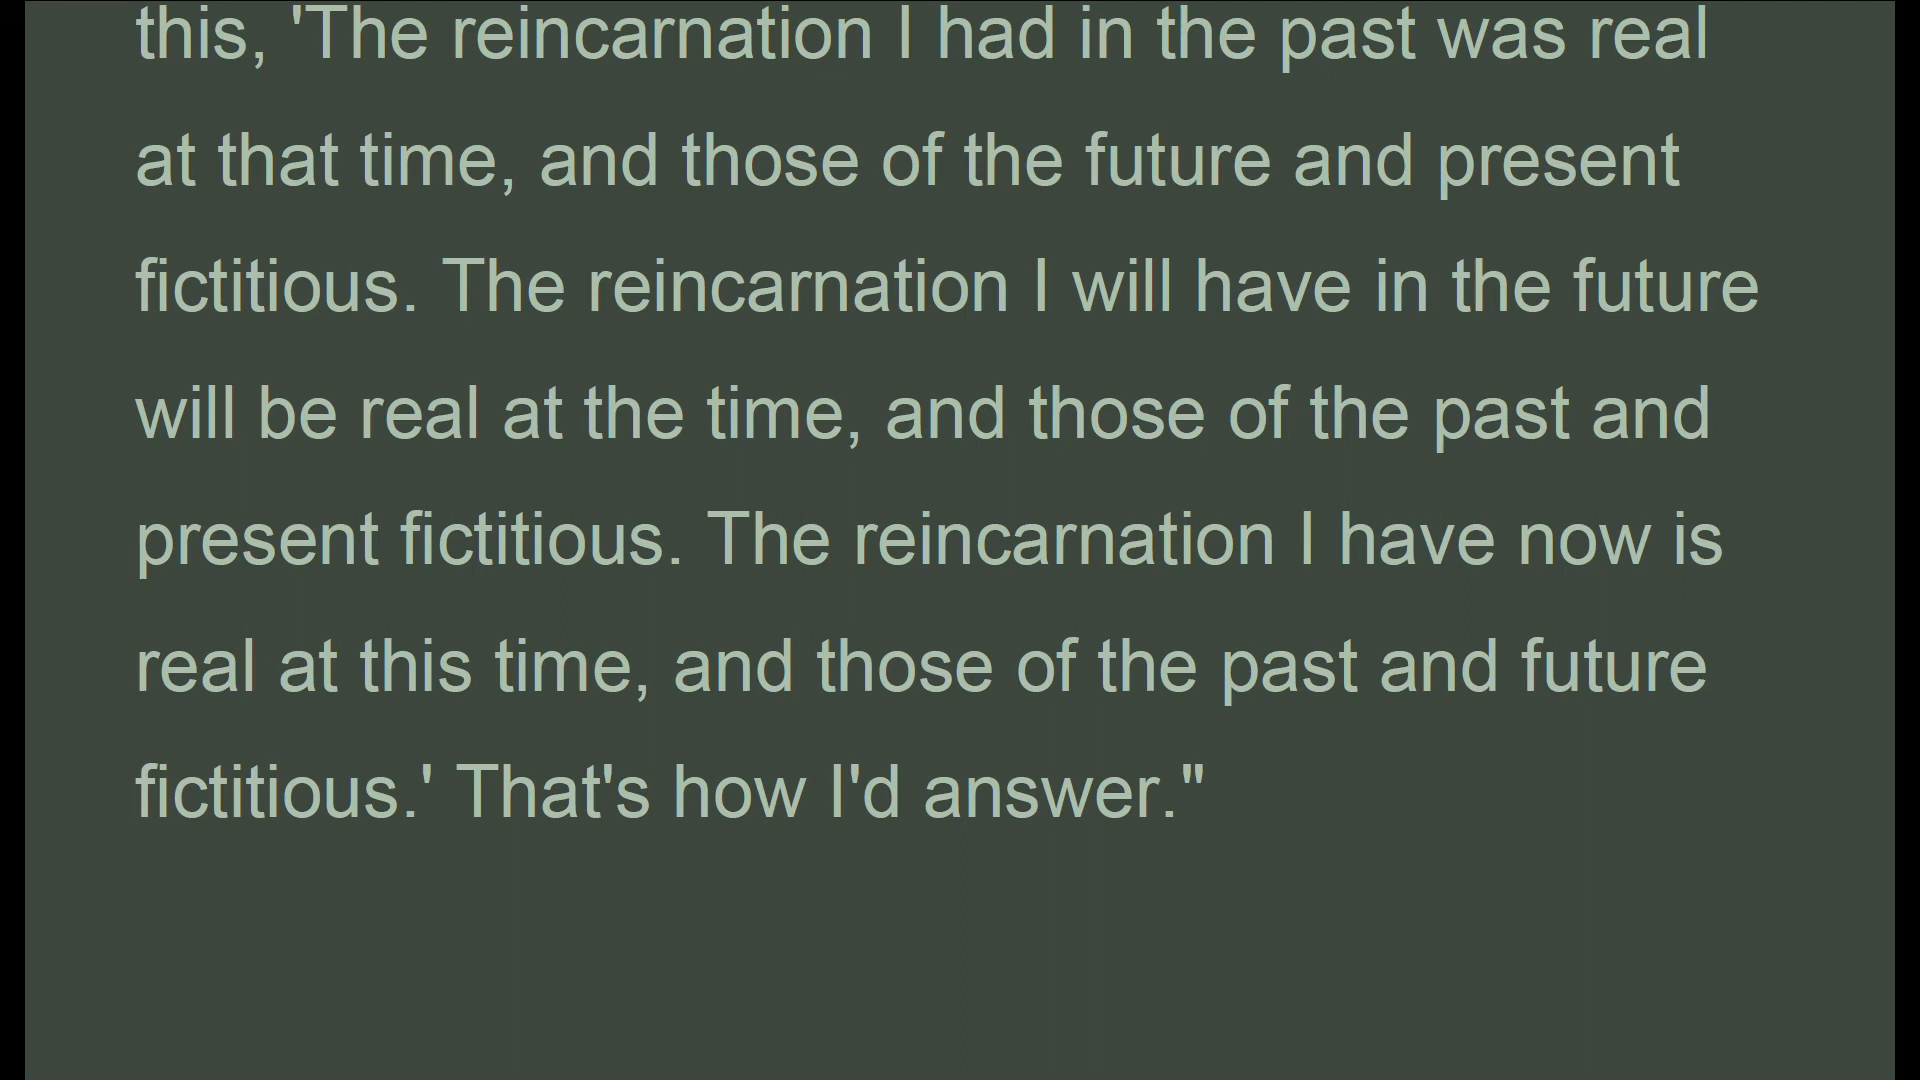 this, 'The reincarnation I had in the past was real
at that time, and those of the future and present
fictitious. The reincarnation I will have in the future
will be real at the time, and those of the past and
present fictitious. The reincarnation I have now is
real at this time, and those of the past and future
fictitious.' That's how I'd answer."